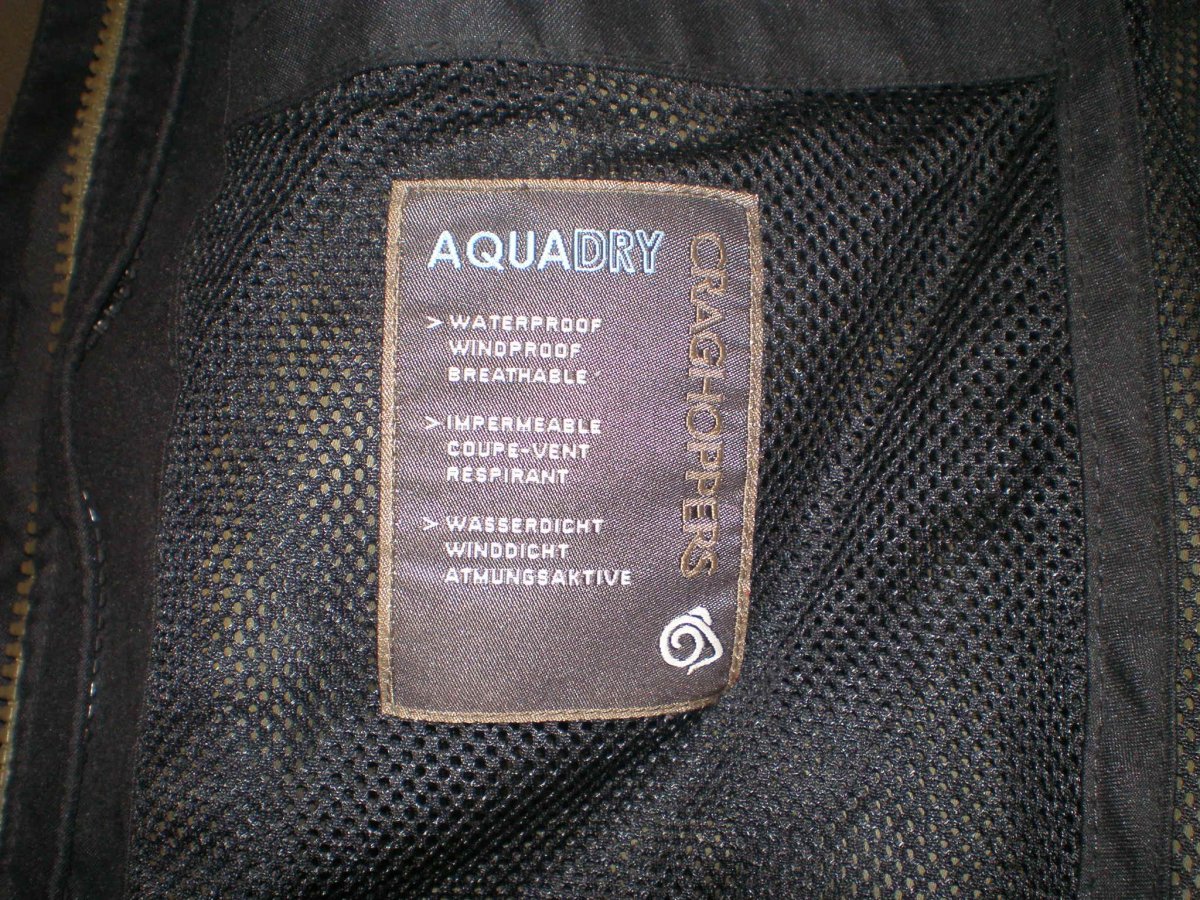 AQUADRY
> WATERPROOF
WINDPROOF
BREATHABLE
> IMPERMEABLE
COUPE-VENT
RESPIRANT
> WASSERDICHT
WINDDICHT
ATMUNGSAKTIVE
CRAGHOPPERS